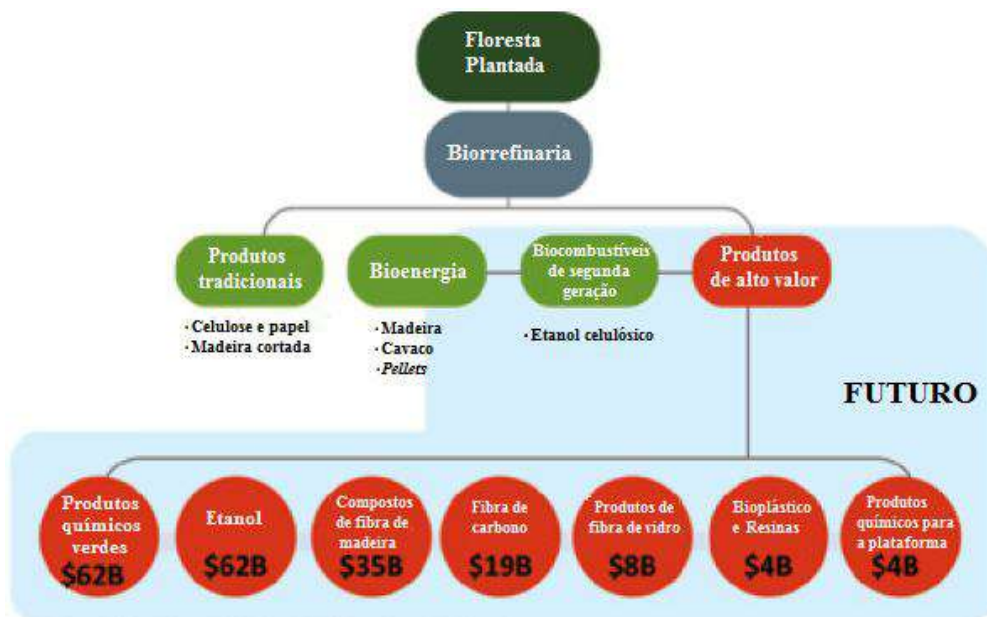 Floresta
Plantada
Biorrefinaria
Produtos
tradicionais
Bioenergia
Biocombustíveis
de segunda
geração
Produtos
de alto valor
· Celulose e papel
· Madeira cortada
· Madeira
· Cavaco
· Pellets
· Etanol celulósico
FUTURO
Produtos
químicos
verdes
$62B
Etanol
$62B
Compostos
de fibra de
madeira
$35B
Fibra de
carbono
$19B
Produtos de
fibra de vidro
$8B
Bioplástico
e Resinas
$4B
Produtos
químicos para
a plataforma
$4B